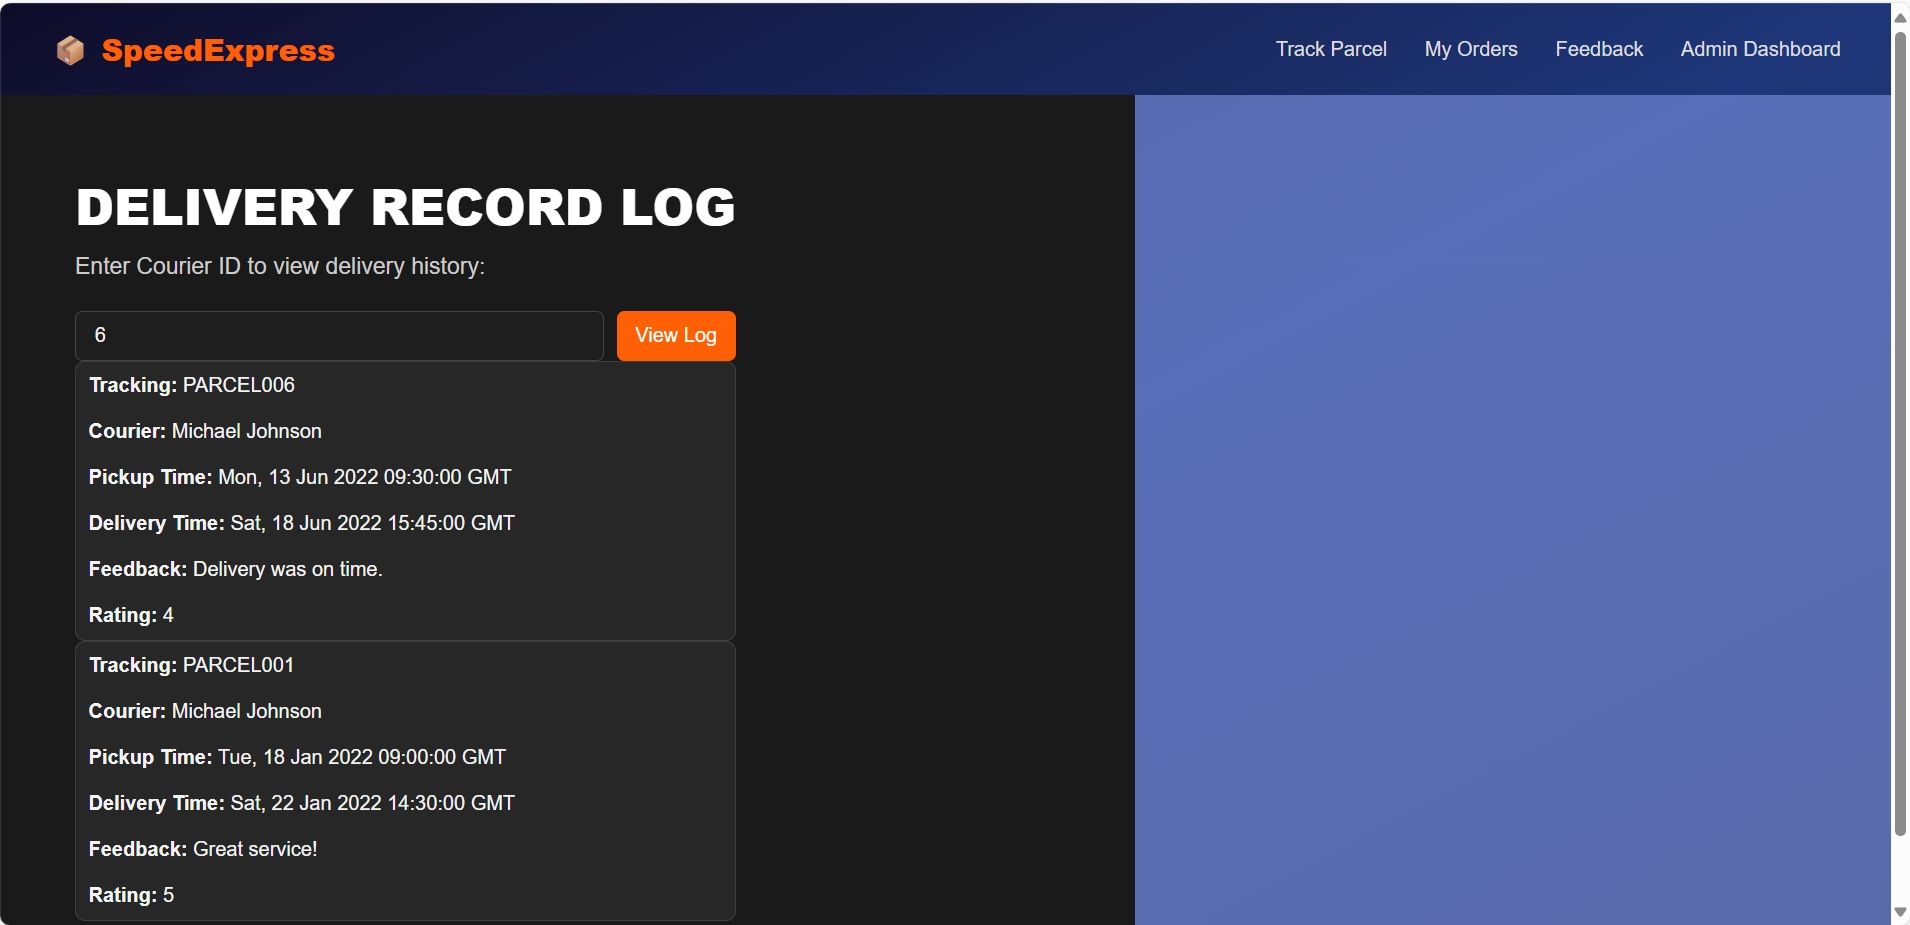 SpeedExpress
Track Parcel My Orders Feedback Admin Dashboard
DELIVERY RECORD LOG
Enter Courier ID to view delivery history:
6 View Log
Tracking: PARCEL006
Courier: Michael Johnson
Pickup Time: Mon, 13 Jun 2022 09:30:00 GMT
Delivery Time: Sat, 18 Jun 2022 15:45:00 GMT
Feedback: Delivery was on time.
Rating: 4
Tracking: PARCEL001
Courier: Michael Johnson
Pickup Time: Tue, 18 Jan 2022 09:00:00 GMT
Delivery Time: Sat, 22 Jan 2022 14:30:00 GMT
Feedback: Great service!
Rating: 5